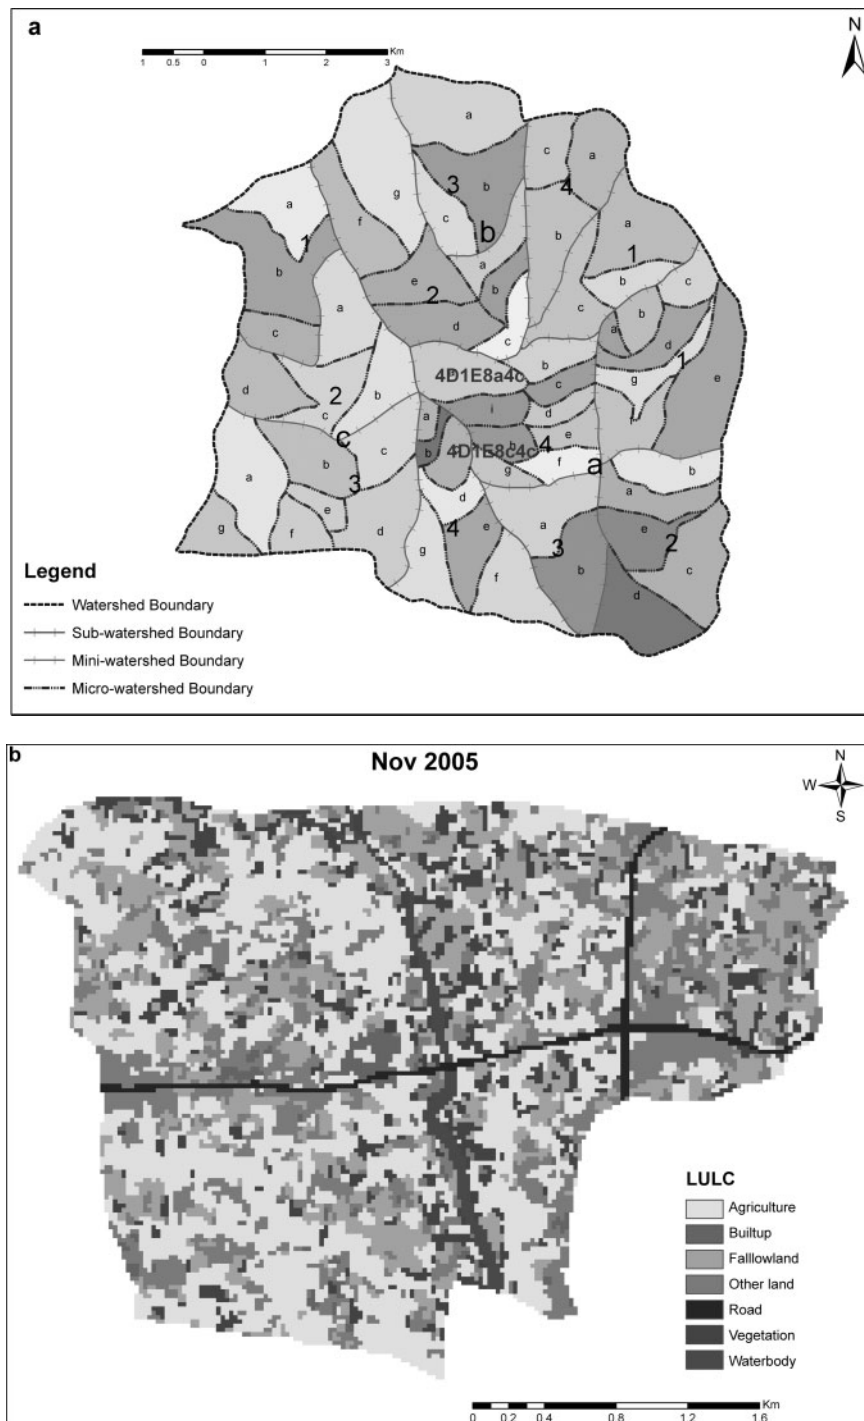 a
N
Km
1 0.5 0 1 2 3
a
c
a
3
b
4
g
a
a
f
c
b
b
a
1
1
b
e
a
b
c
2
b
a
b
a
d
c
c
a
b
d
1
c
b
4D1E8a4c
g
e
d
2
c
b
c
i
d
a
c
b
4D1E8c4c
b
4
e
f
a
b
3
c
g
a
d
a
e
g
f
d
4
e
a
3
e
2
g
f
b
c
d
Legend
Watershed Boundary
Sub-watershed Boundary
Mini-watershed Boundary
Micro-watershed Boundary
b
Nov 2005
N
W
S
LULC
Agriculture
Builtup
Falllowland
Other land
Road
Vegetation
Waterbody
Km
0 0.2 0.4 0.8 1.2 1.6